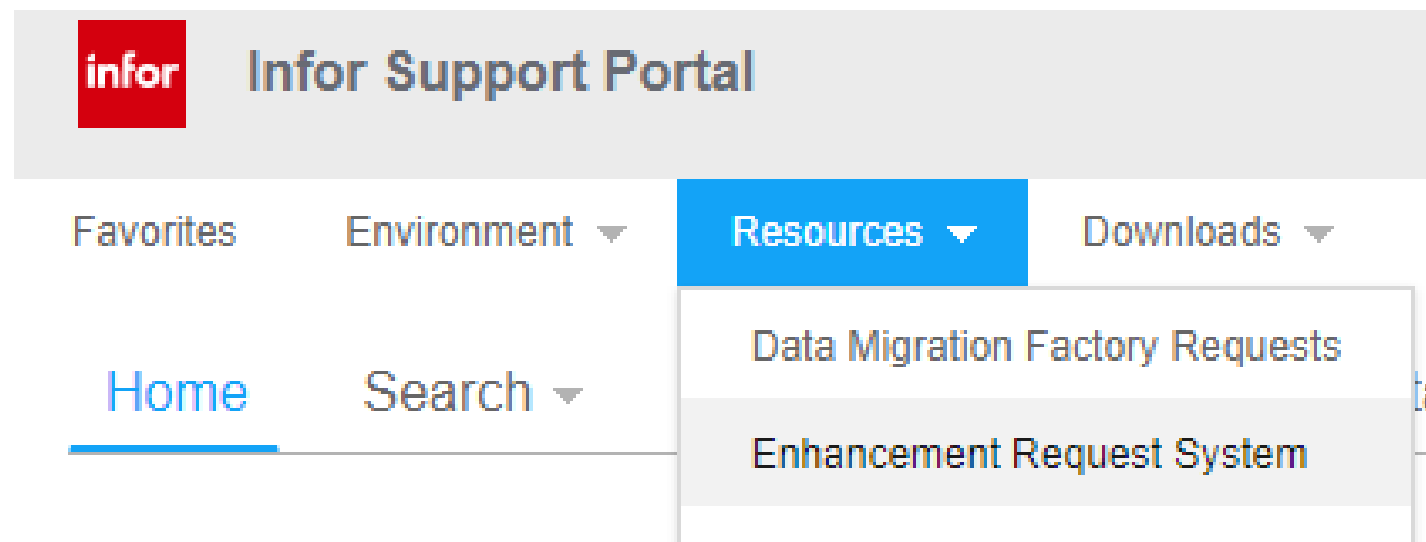 infor Infor Support Portal
Favorites Environment Resources Downloads
Data Migration Factory Requests
Home Search
Enhancement Request System